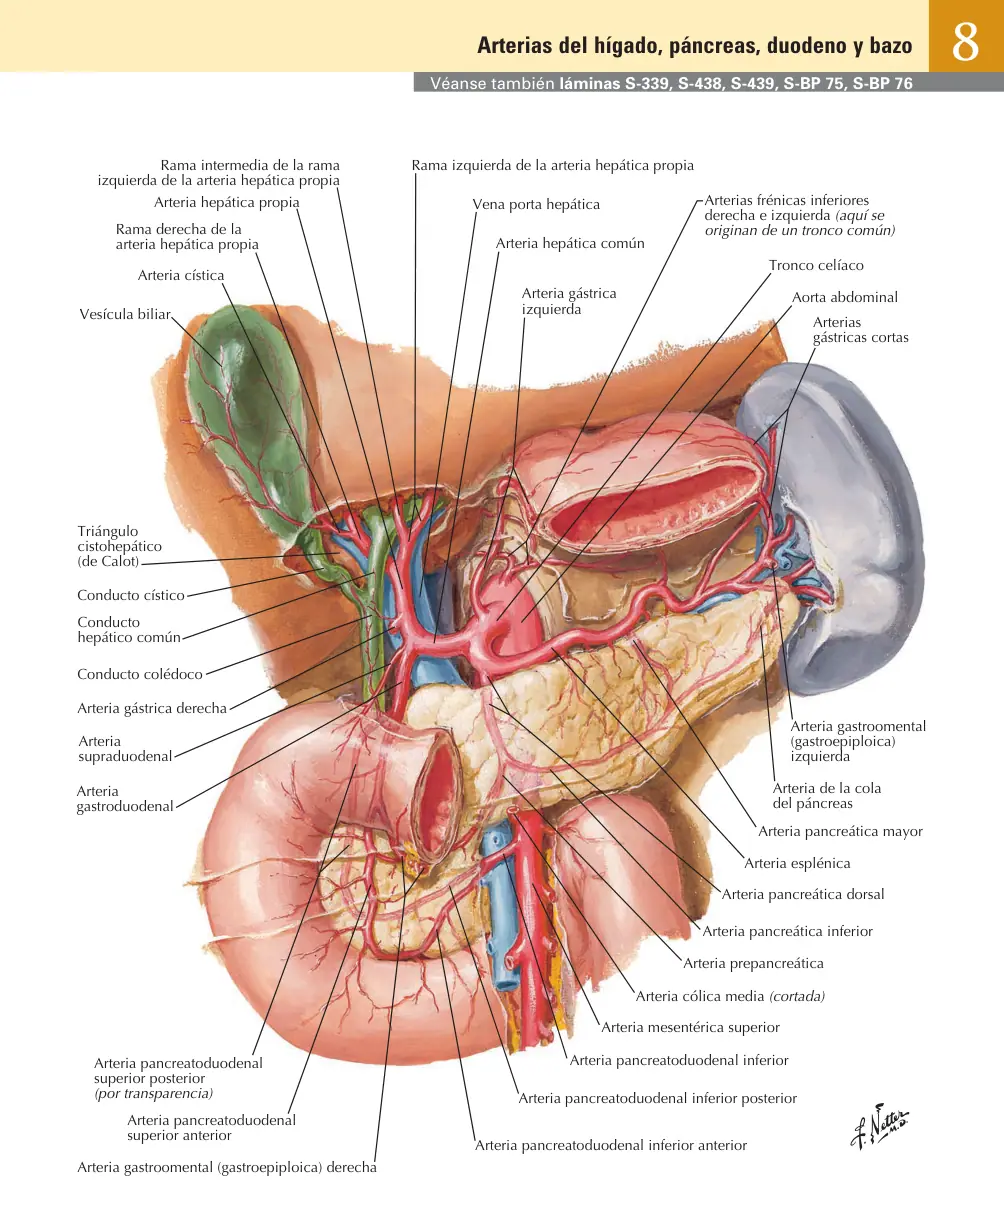 Arterias del hígado, páncreas, duodeno y bazo
8
Véanse también láminas S-339, S-438, S-439, S-BP 75, S-BP 76
Rama intermedia de la rama
izquierda de la arteria hepática propia
Arteria hepática propia
Rama derecha de la
arteria hepática propia
Arteria cística
Vesícula biliar
Rama izquierda de la arteria hepática propia
Vena porta hepática
Arteria hepática común
Arteria gástrica
izquierda
Arterias frénicas inferiores
derecha e izquierda (aquí se
originan de un tronco común)
Tronco celíaco
Aorta abdominal
Arterias
gástricas cortas
Triángulo
cistohepático
(de Calot)
Conducto cístico
Conducto
hepático común
Conducto colédoco
Arteria gástrica derecha
Arteria
supraduodenal
Arteria
gastroduodenal
Arteria gastroomental
(gastroepiploica)
izquierda
Arteria de la cola
del páncreas
Arteria pancreática mayor
Arteria esplénica
Arteria pancreática dorsal
Arteria pancreática inferior
Arteria prepancreática
Arteria cólica media (cortada)
Arteria mesentérica superior
Arteria pancreatoduodenal inferior
Arteria pancreatoduodenal inferior posterior
Arteria pancreatoduodenal inferior anterior
Arteria pancreatoduodenal
superior posterior
(por transparencia)
Arteria pancreatoduodenal
superior anterior
Arteria gastroomental (gastroepiploica) derecha
F. Netter
M.D.